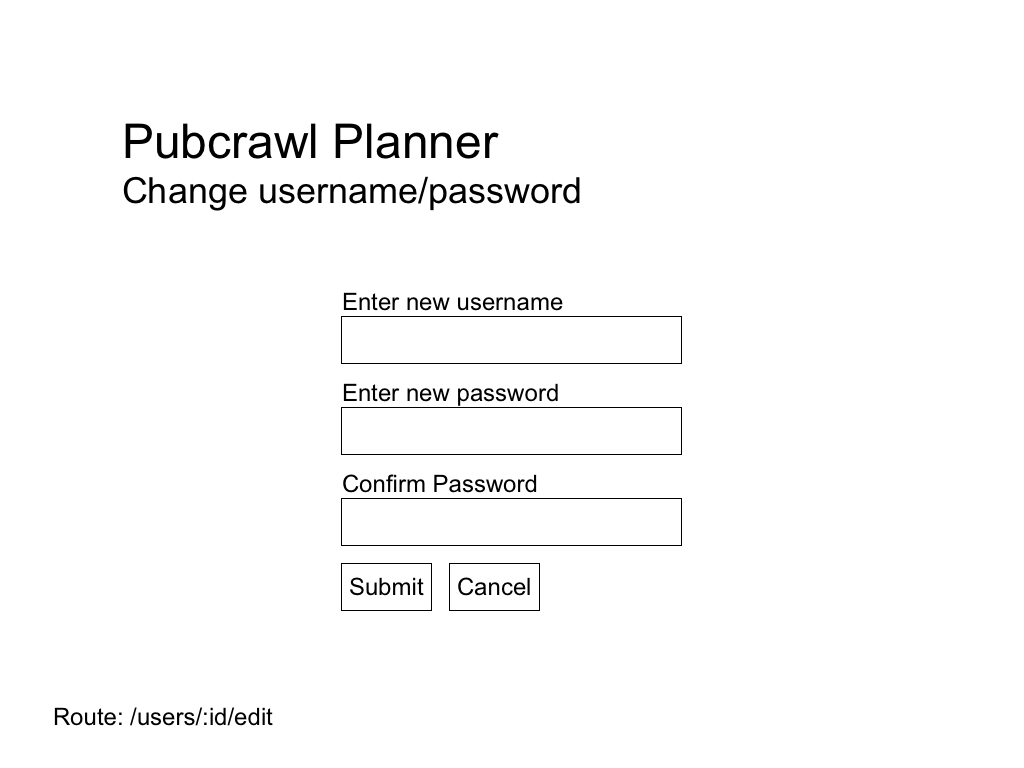 Pubcrawl Planner
Change username/password
Enter new username
Enter new password
Confirm Password
Submit Cancel
Route: /users/:id/edit